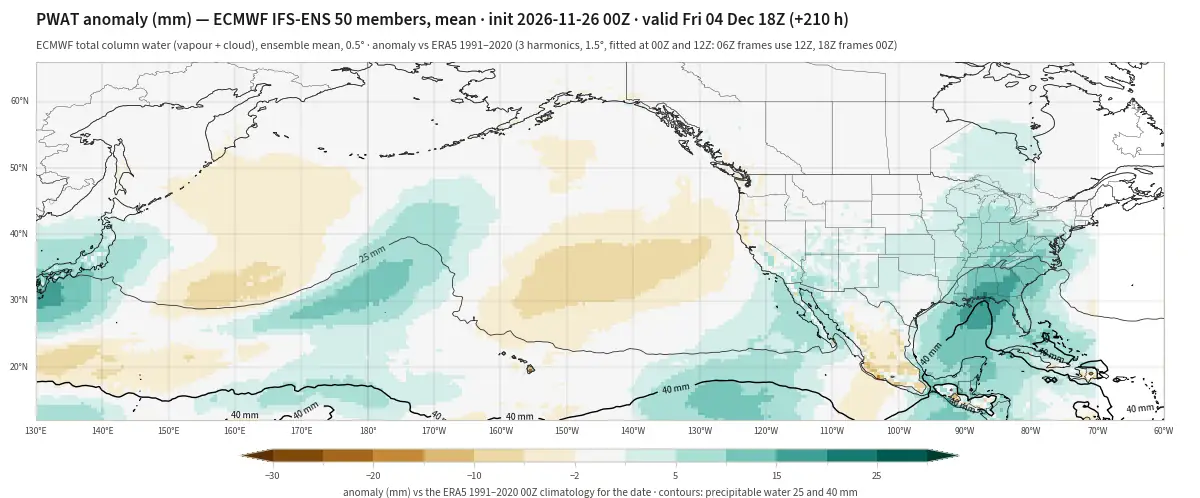 PWAT anomaly (mm) — ECMWF IFS-ENS 50 members, mean · init 2026-11-26 00Z · valid Fri 04 Dec 18Z (+210 h)
ECMWF total column water (vapour + cloud), ensemble mean, 0.5° · anomaly vs ERA5 1991–2020 (3 harmonics, 1.5°, fitted at 00Z and 12Z: 06Z frames use 12Z, 18Z frames 00Z)
60°N
50°N
40°N
25 mm
30°N
40 mm
40 mm
20°N
40 mm
40 mm
40 mm
40 mm
40 mm
130°E 140°E 150°E 160°E 170°E 180° 170°W 160°W 150°W 140°W 130°W 120°W 110°W 100°W 90°W 80°W 70°W 60°W
−30 −20 −10 −2 5 15 25
anomaly (mm) vs the ERA5 1991–2020 00Z climatology for the date · contours: precipitable water 25 and 40 mm